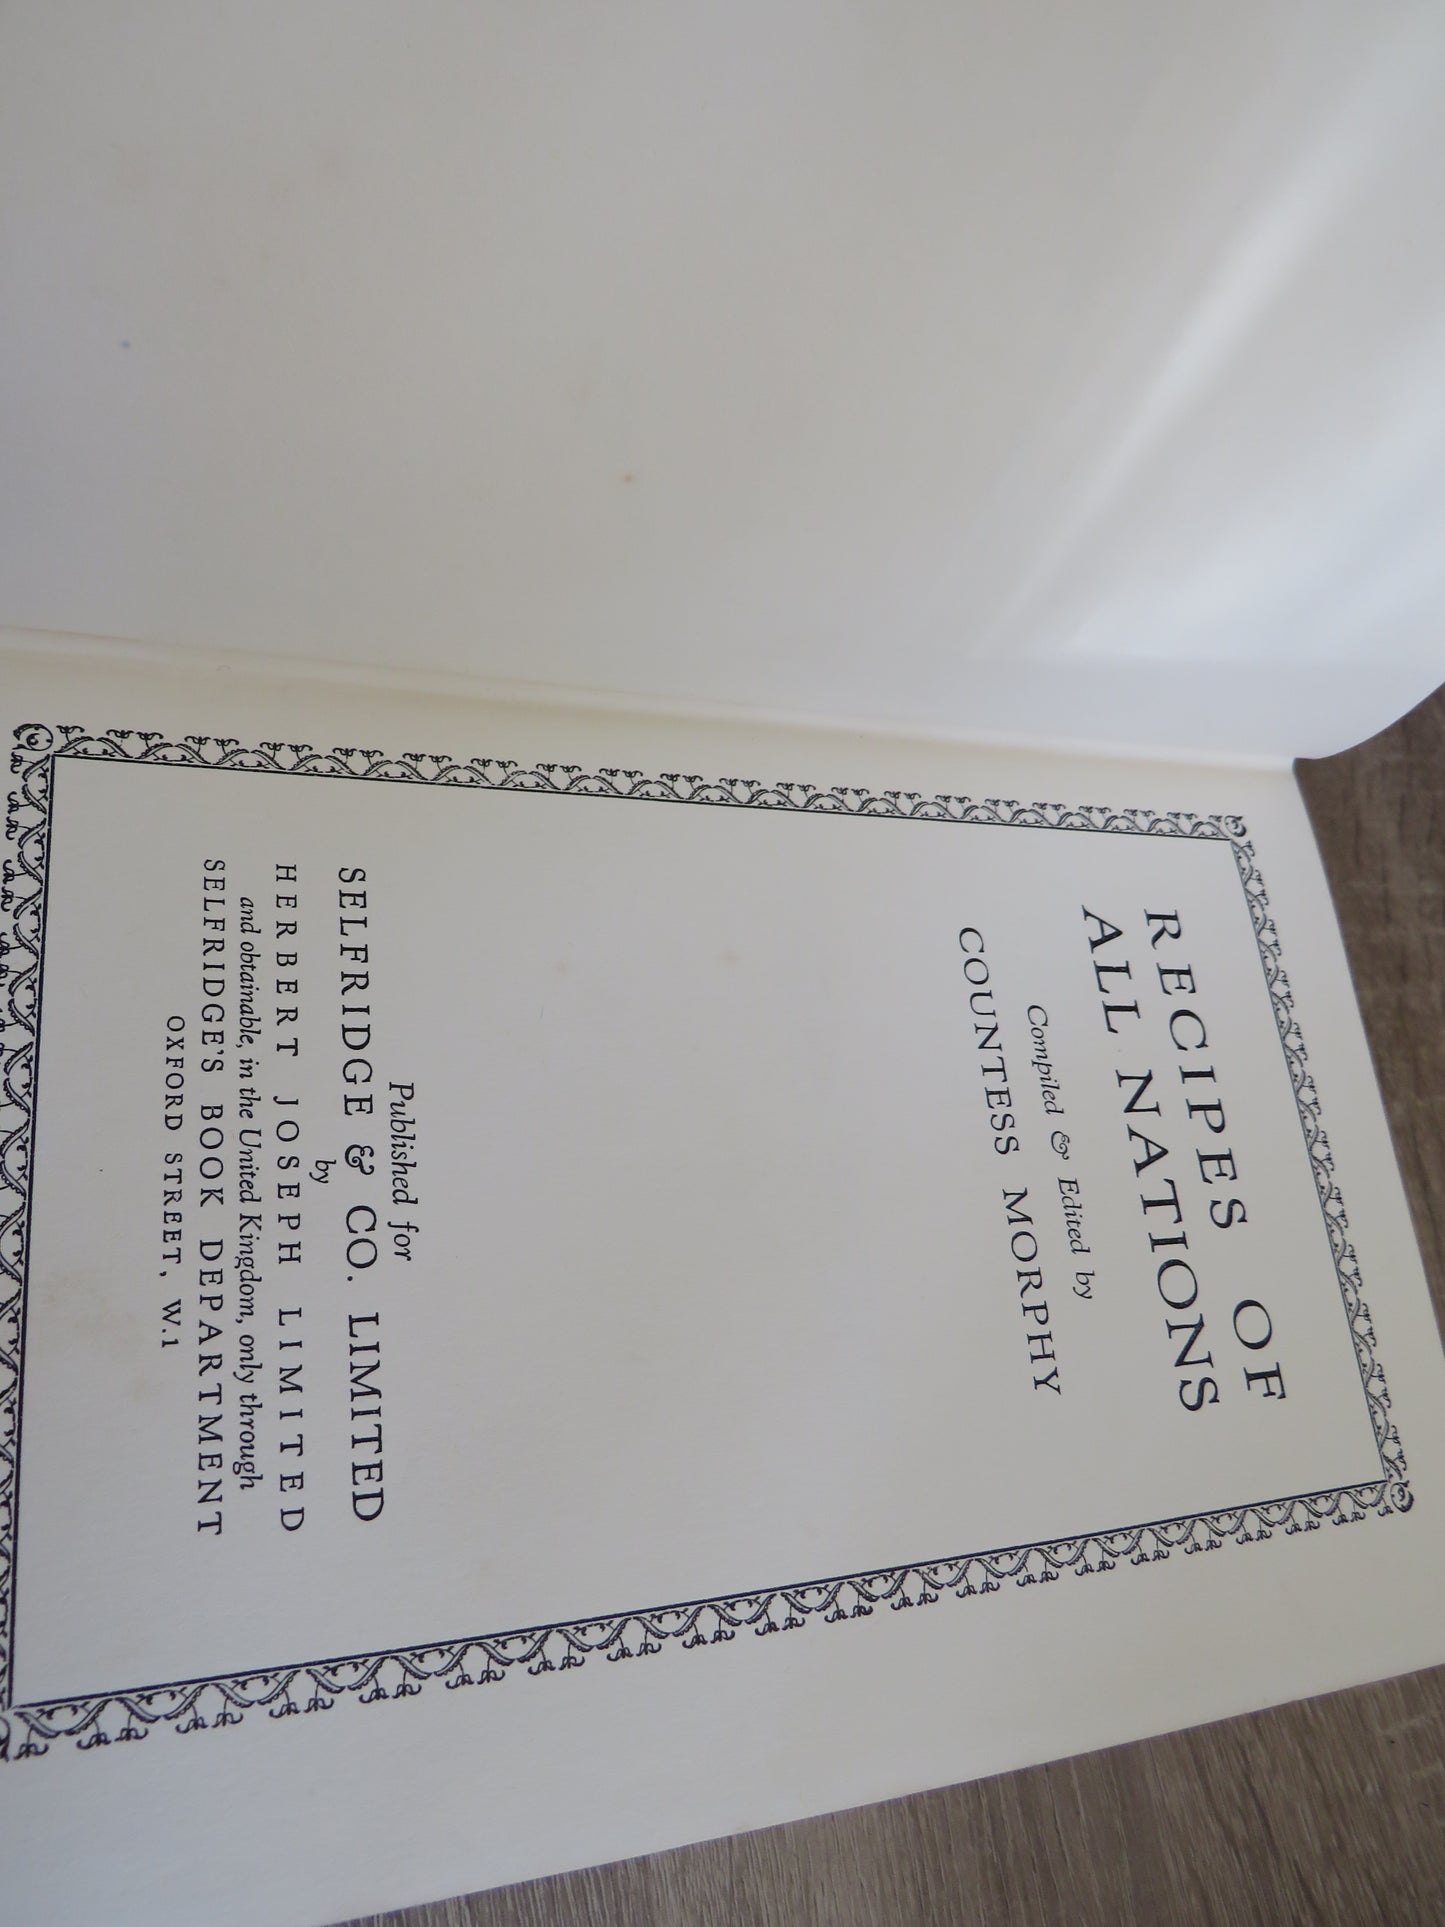 RECIPES OF
ALL NATIONS
Compiled & Edited by
COUNTESS MORPHY
Published for
SELFRIDGE & CO. LIMITED
by
HERBERT JOSEPH LIMITED
and obtainable, in the United Kingdom, only through
SELFRIDGE'S BOOK DEPARTMENT
OXFORD STREET, W.1